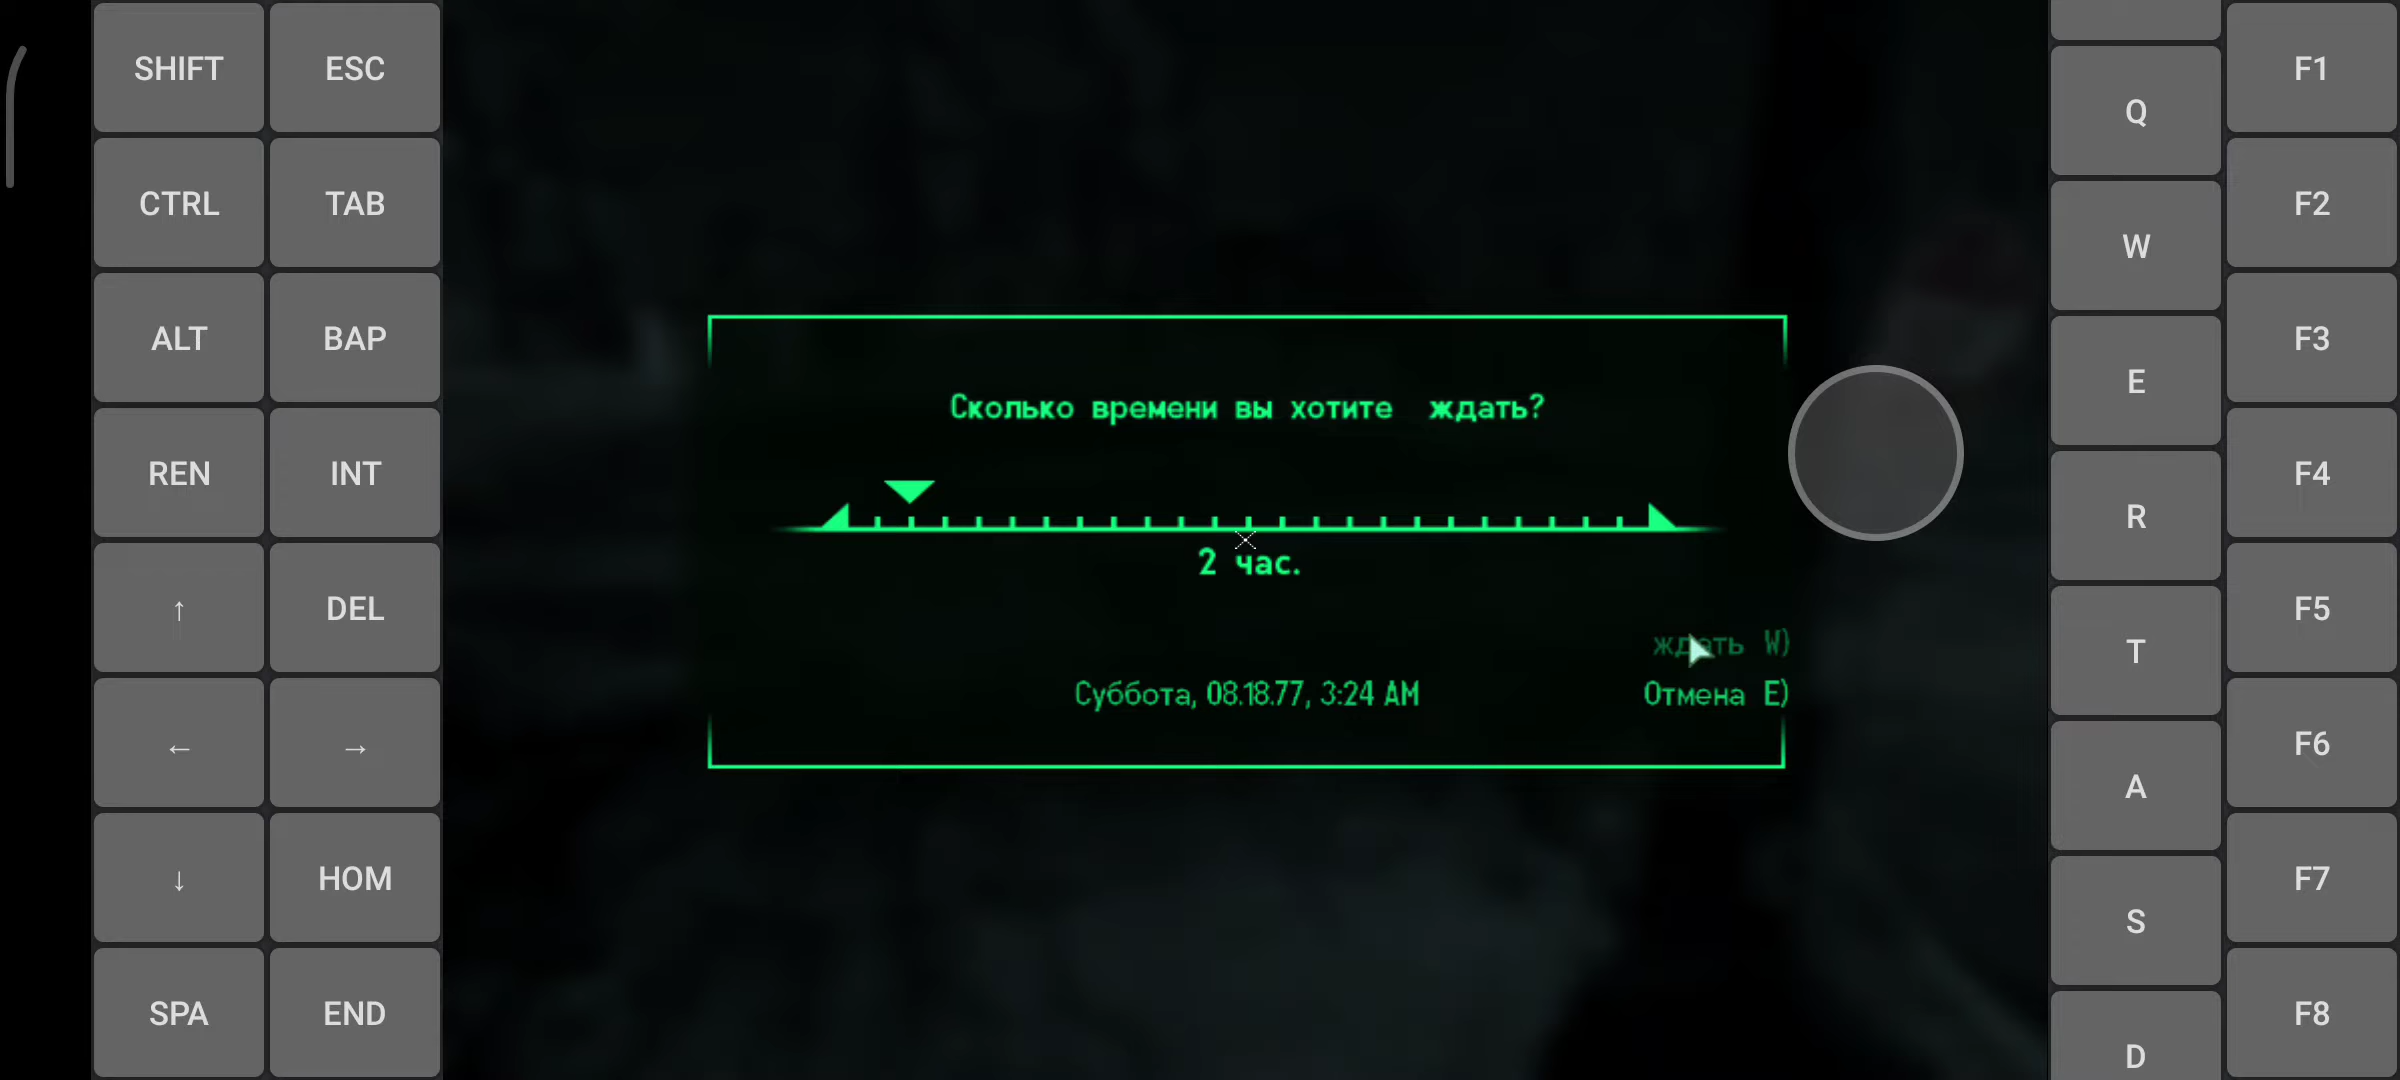 SHIFT ESC
CTRL TAB
ALT BAP
REN INT
↑ DEL
← →
↓ HOM
SPA END
Сколько времени вы хотите ждать?
2 час.
ждать W)
Суббота, 08.18.77, 3:24 AM
Отмена E)
Q F1
W F2
E F3
R F4
T F5
A F6
S F7
D F8